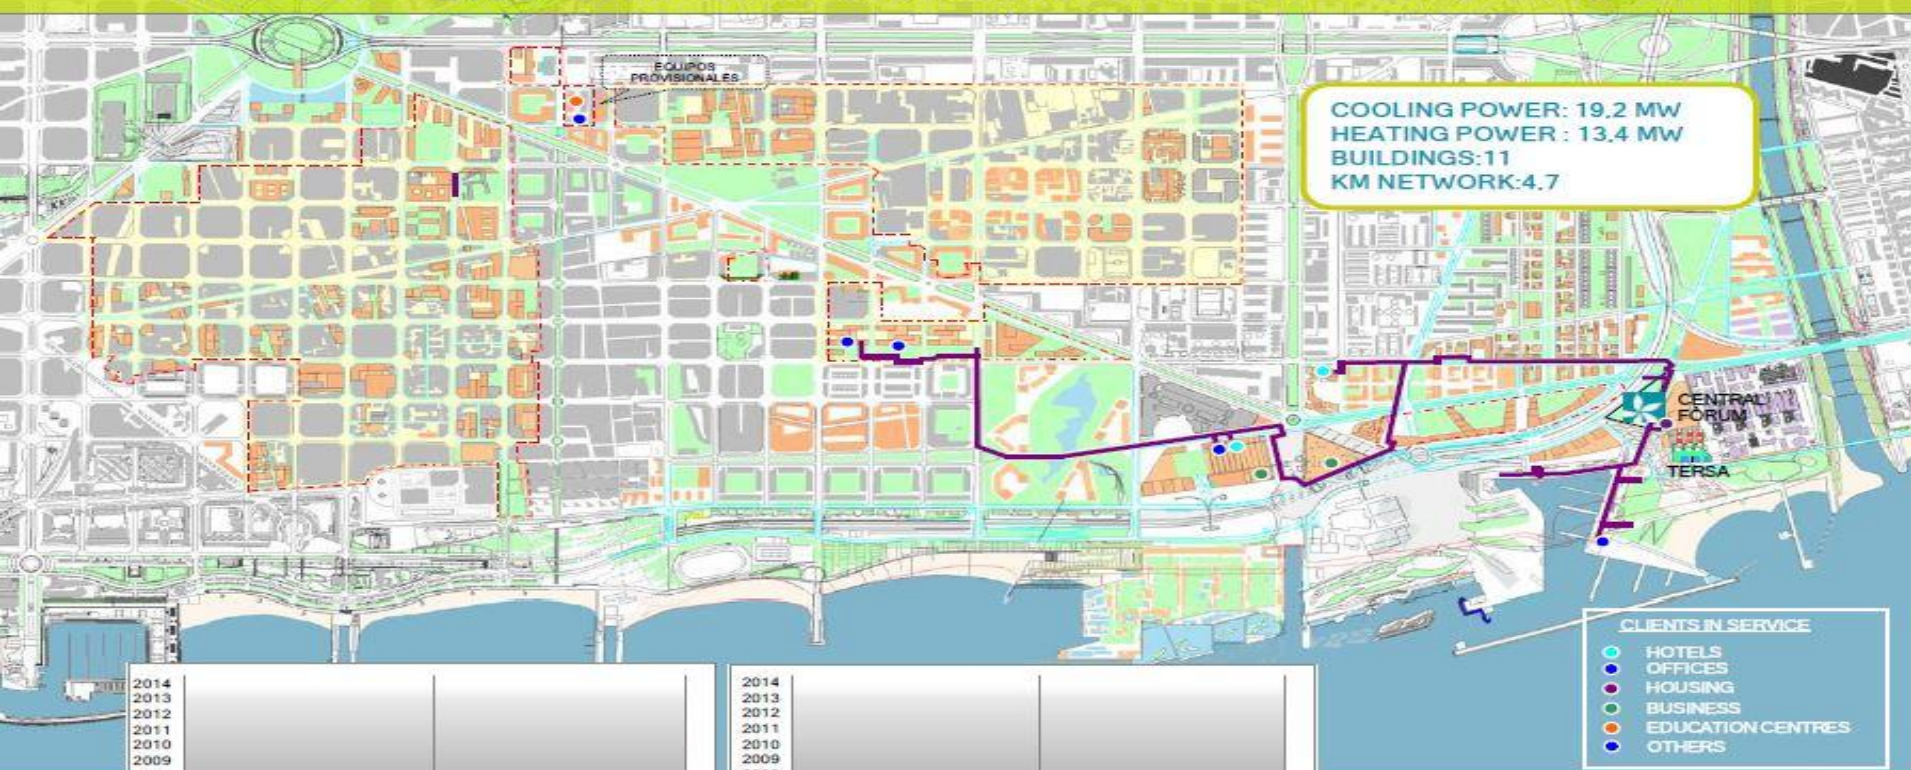 EQUIPOS
PROVISIONALES
COOLING POWER: 19,2 MW
HEATING POWER : 13,4 MW
BUILDINGS:11
KM NETWORK:4,7
CENTRAL
FÒRUM
TERSA
CLIENTS IN SERVICE
HOTELS
OFFICES
HOUSING
BUSINESS
EDUCATION CENTRES
OTHERS
2014
2013
2012
2011
2010
2009
2014
2013
2012
2011
2010
2009